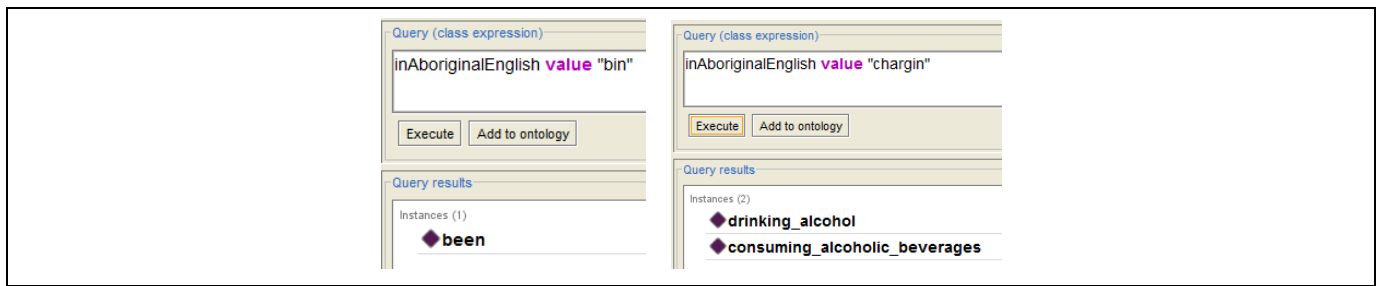 Query (class expression)
inAboriginalEnglish value "bin"
Execute Add to ontology
Query results
Instances (1)
been
Query (class expression)
inAboriginalEnglish value "chargin"
Execute Add to ontology
Query results
Instances (2)
drinking_alcohol
consuming_alcoholic_beverages